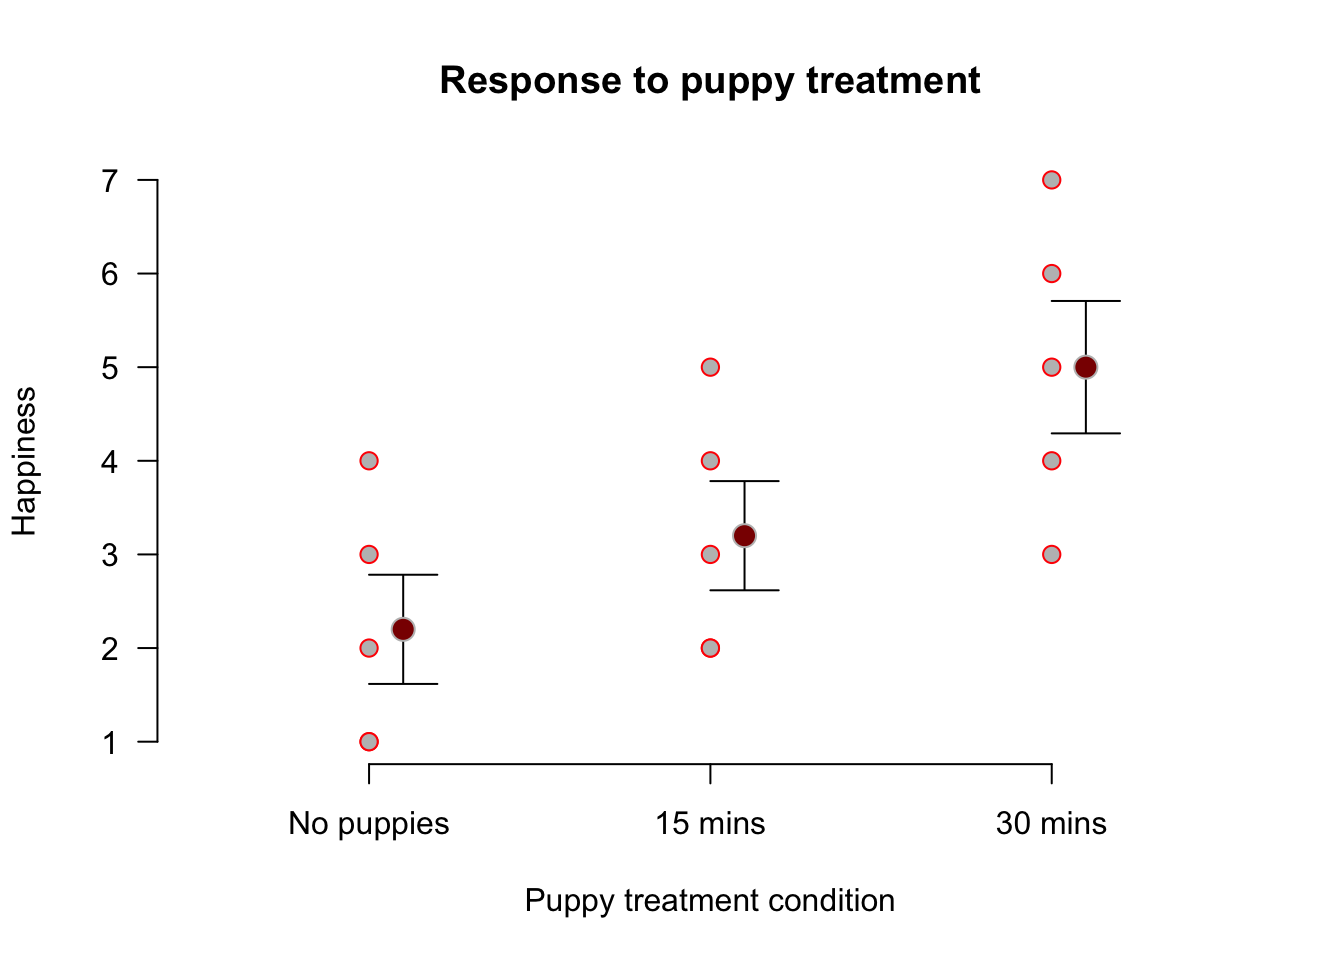 Response to puppy treatment
7
6
5
4
3
2
1
Happiness
No puppies 15 mins 30 mins
Puppy treatment condition